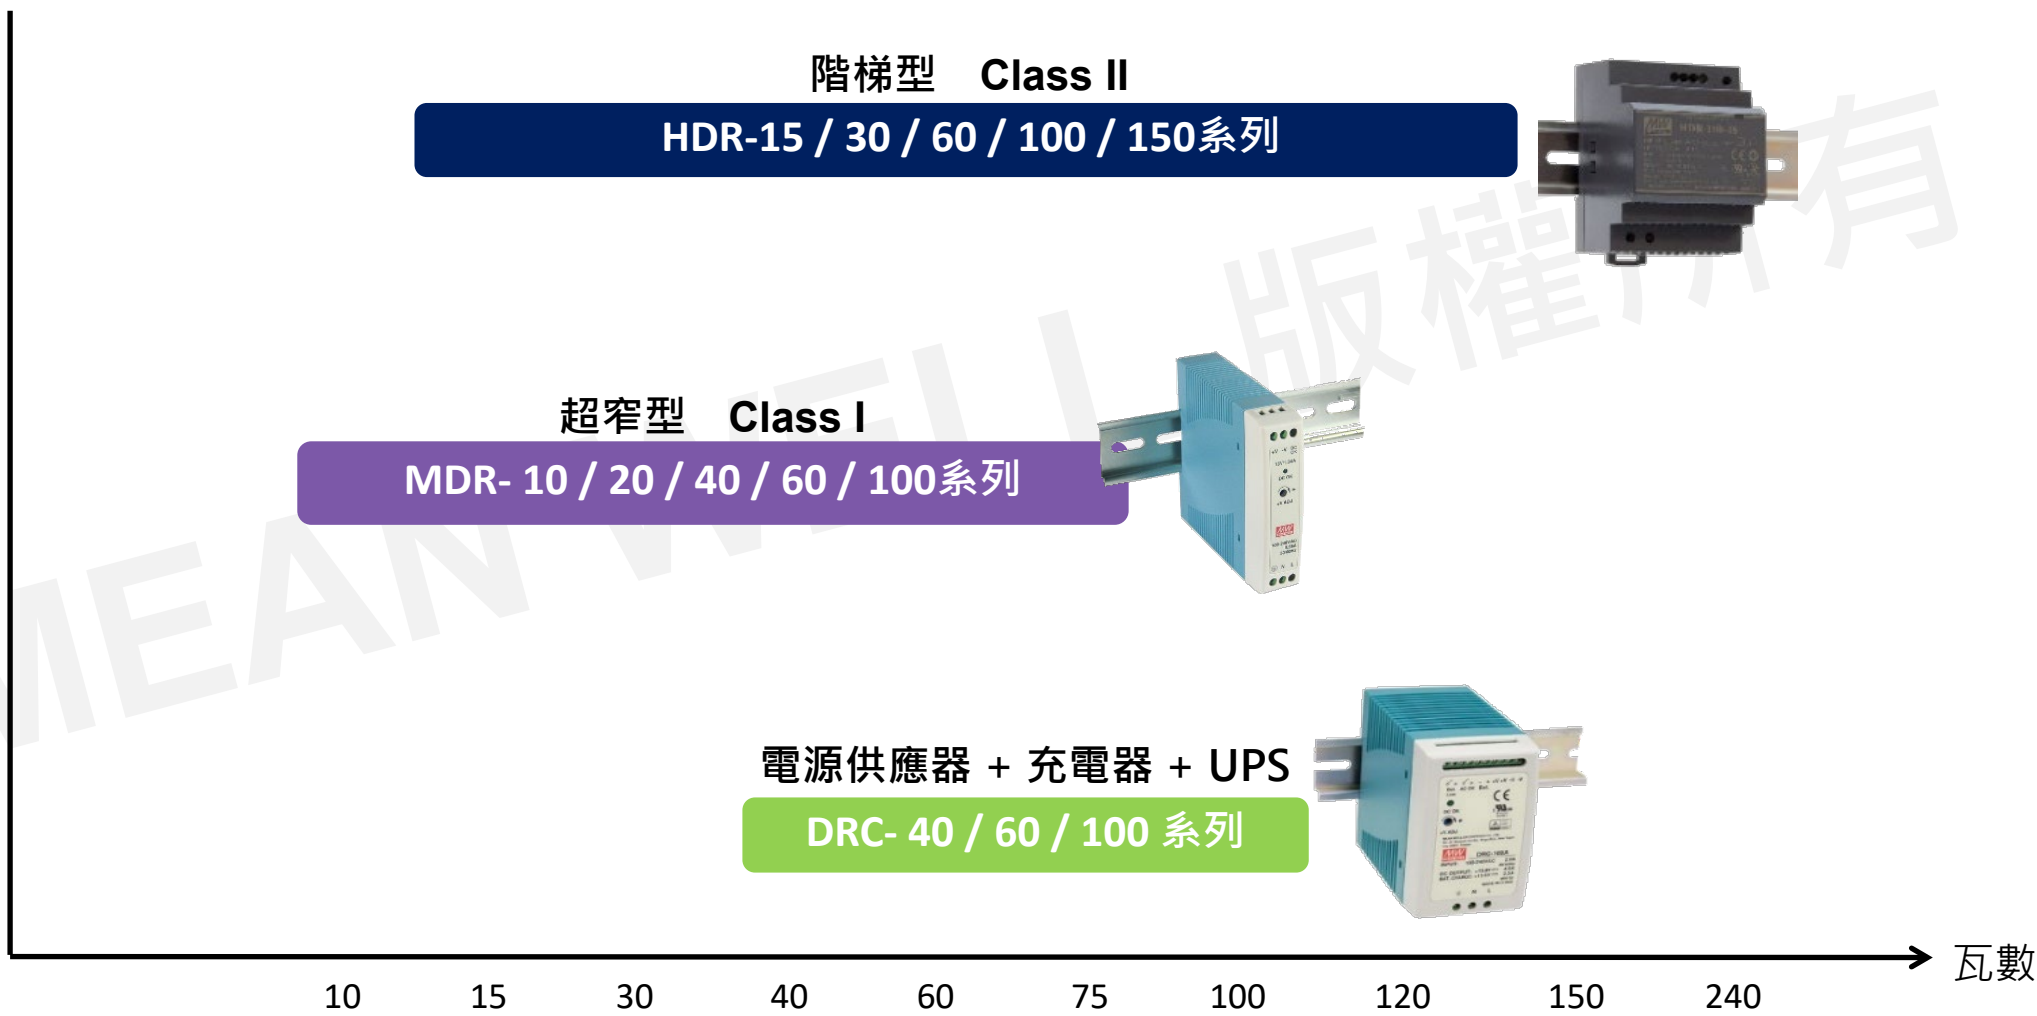 階梯型 Class II
HDR-15 / 30 / 60 / 100 / 150系列
超窄型 Class I
MDR- 10 / 20 / 40 / 60 / 100系列
電源供應器 + 充電器 + UPS
DRC- 40 / 60 / 100 系列
瓦數
10 15 30 40 60 75 100 120 150 240
MEAN WELL 版權所有